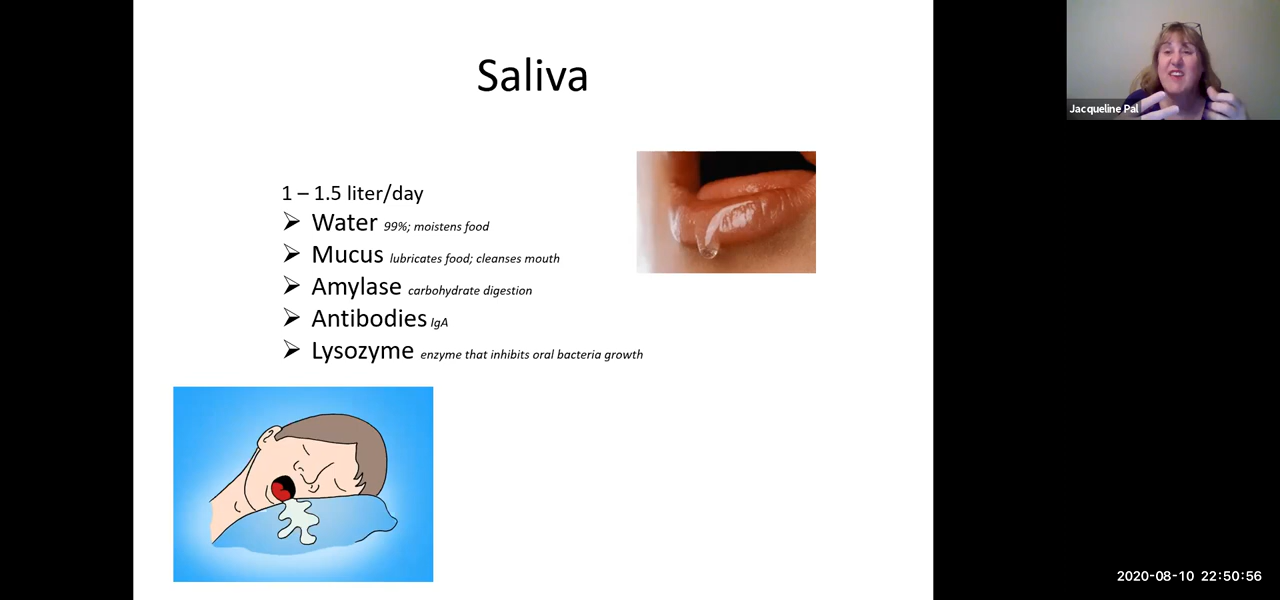 Saliva
1 – 1.5 liter/day
➢ Water 99%; moistens food
➢ Mucus lubricates food; cleanses mouth
➢ Amylase carbohydrate digestion
➢ Antibodies IgA
➢ Lysozyme enzyme that inhibits oral bacteria growth
Jacqueline Pal
2020-08-10 22:50:56